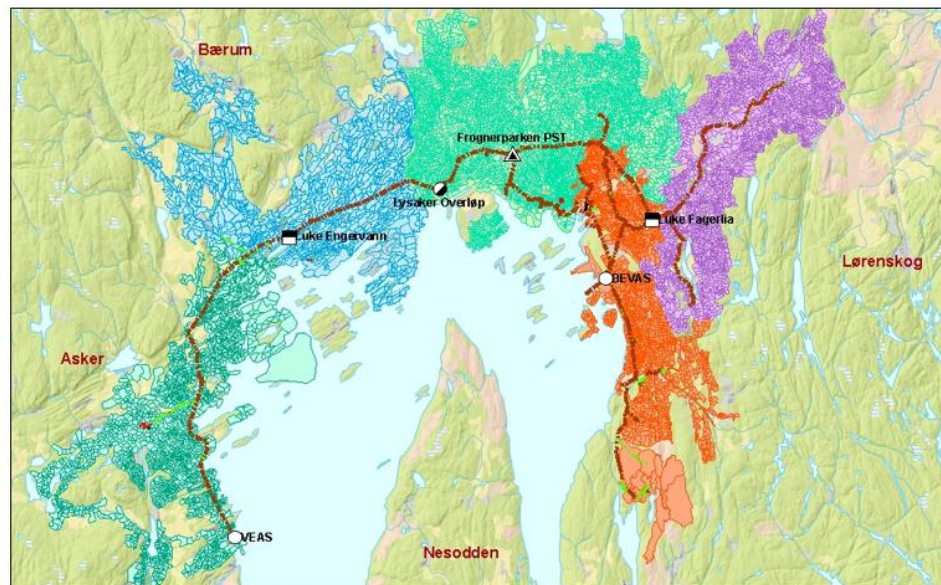 Bærum
Frognerparken PST
Lysaker Overløp
Luke Fagerlia
Luke Engervann
Lørenskog
BEVAS
Asker
VEAS
Nesodden